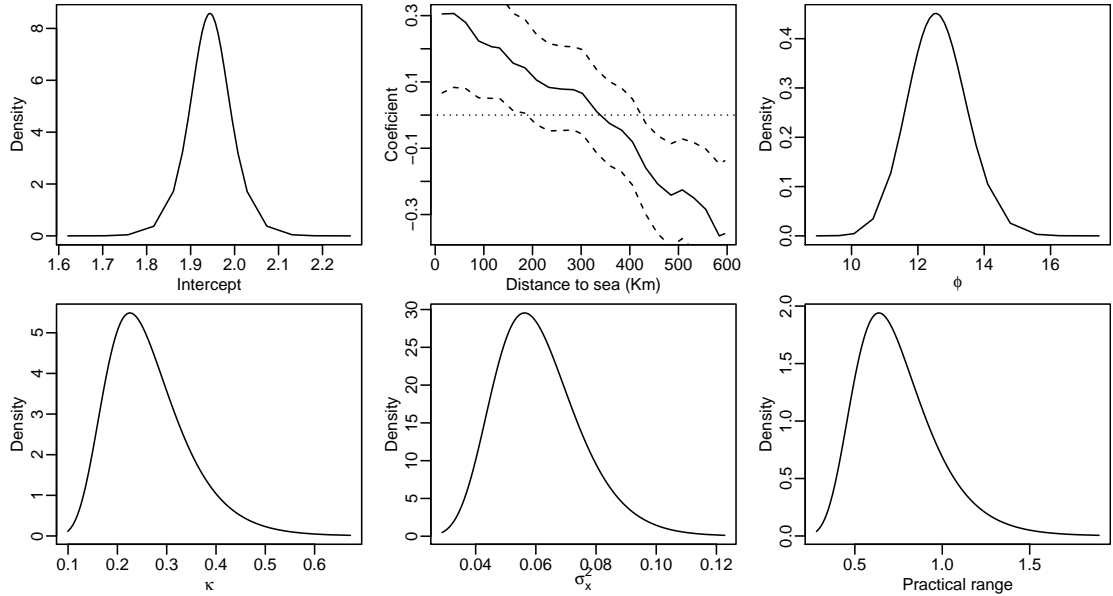 Density
0 2 4 6 8
1.6 1.7 1.8 1.9 2.0 2.1 2.2
Intercept
Coeficient
−0.3 −0.1 0.1 0.3
0 100 200 300 400 500 600
Distance to sea (Km)
Density
0.0 0.1 0.2 0.3 0.4
10 12 14 16
ϕ
Density
0 1 2 3 4 5
0.1 0.2 0.3 0.4 0.5 0.6
κ
Density
0 5 10 15 20 25 30
0.04 0.06 0.08 0.10 0.12
σ²ₓ
Density
0.0 0.5 1.0 1.5 2.0
0.5 1.0 1.5
Practical range